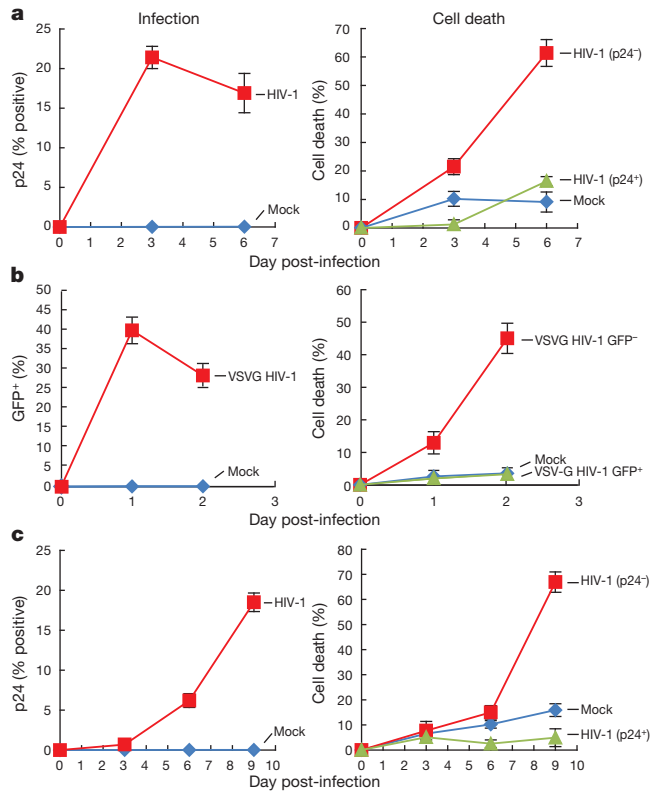 a
Infection
Cell death
p24 (% positive)
25
20
15
10
5
0
0 1 2 3 4 5 6 7
HIV-1
Mock
Cell death (%)
70
60
50
40
30
20
10
0
0 1 2 3 4 5 6 7
HIV-1 (p24⁻)
HIV-1 (p24⁺)
Mock
Day post-infection
b
GFP⁺ (%)
50
45
40
35
30
25
20
15
10
5
0
0 1 2 3
VSVG HIV-1
Mock
Cell death (%)
60
50
40
30
20
10
0
0 1 2 3
VSVG HIV-1 GFP⁻
Mock
VSV-G HIV-1 GFP⁺
Day post-infection
c
p24 (% positive)
25
20
15
10
5
0
0 1 2 3 4 5 6 7 8 9 10
HIV-1
Mock
Cell death (%)
80
70
60
50
40
30
20
10
0
0 1 2 3 4 5 6 7 8 9 10
HIV-1 (p24⁻)
Mock
HIV-1 (p24⁺)
Day post-infection